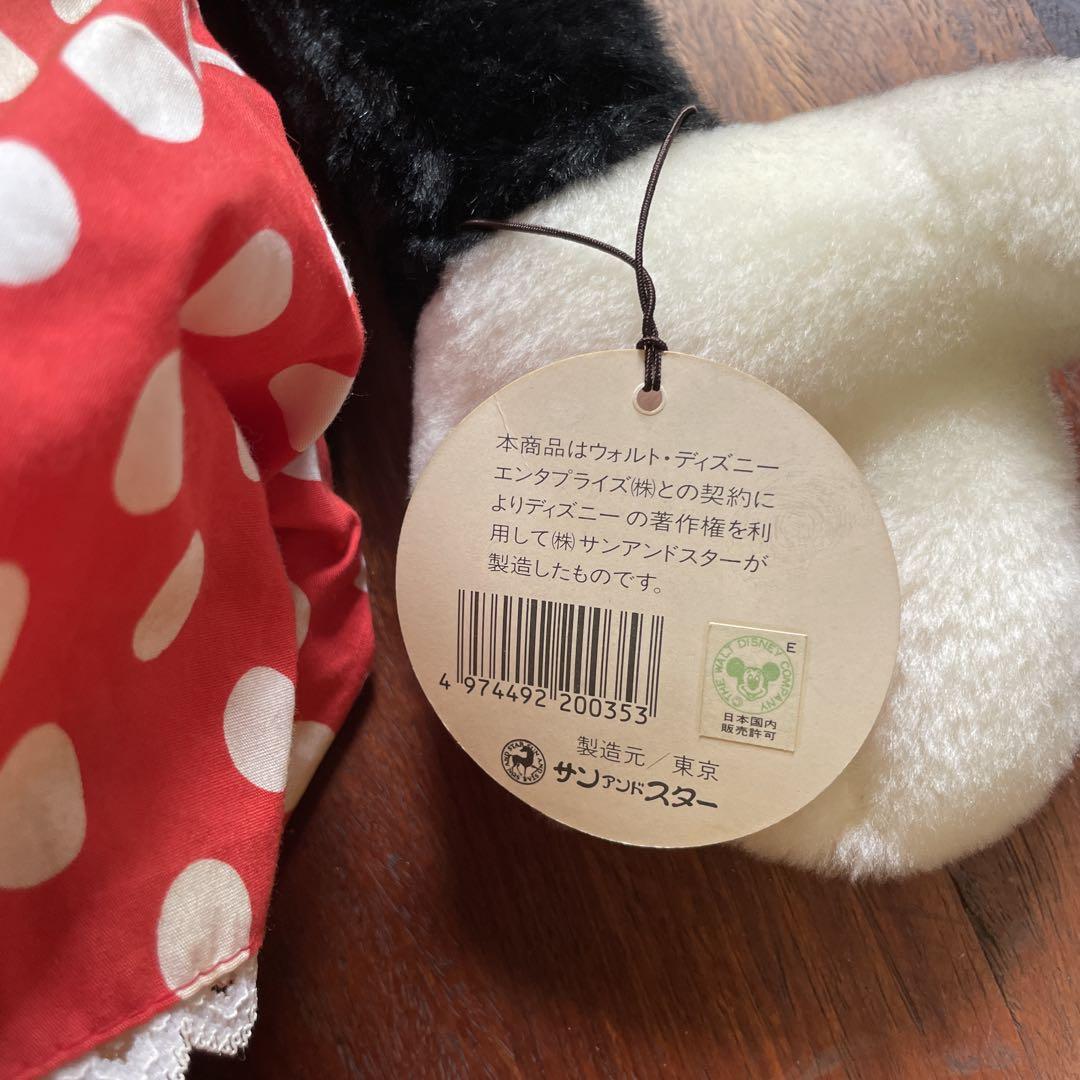 本商品はウォルト・ディズニー
エンタプライズ㈱との契約に
よりディズニーの著作権を利
用して㈱サンアンドスターが
製造したものです。
4 974492 200353
E
©THE WALT DISNEY COMPANY
日本国内
販売許可
製造元／東京
SUN AND STAR
サンアンドスター